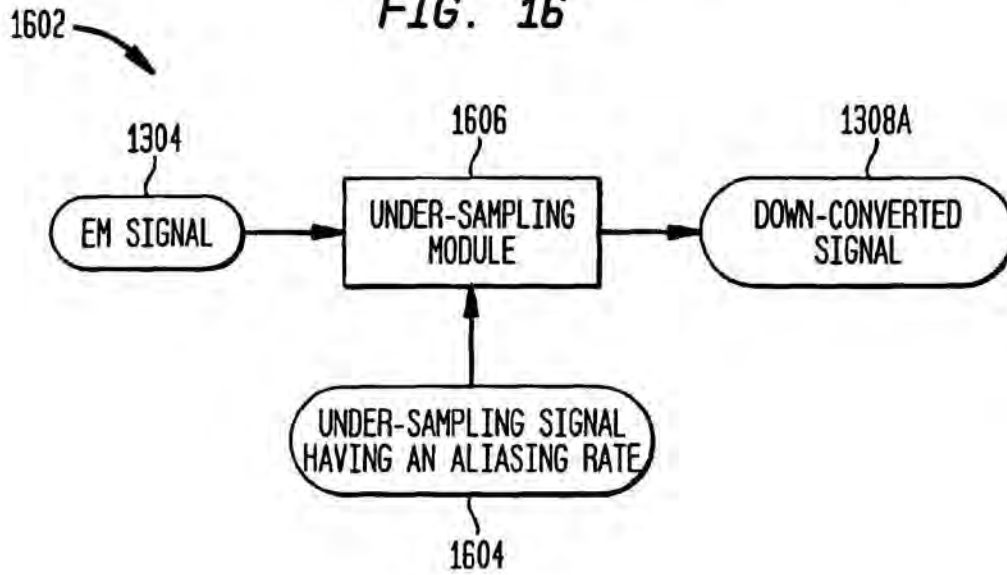 FIG. 16
1602
1304
1606
1308A
EM SIGNAL
UNDER-SAMPLING
MODULE
DOWN-CONVERTED
SIGNAL
UNDER-SAMPLING SIGNAL
HAVING AN ALIASING RATE
1604